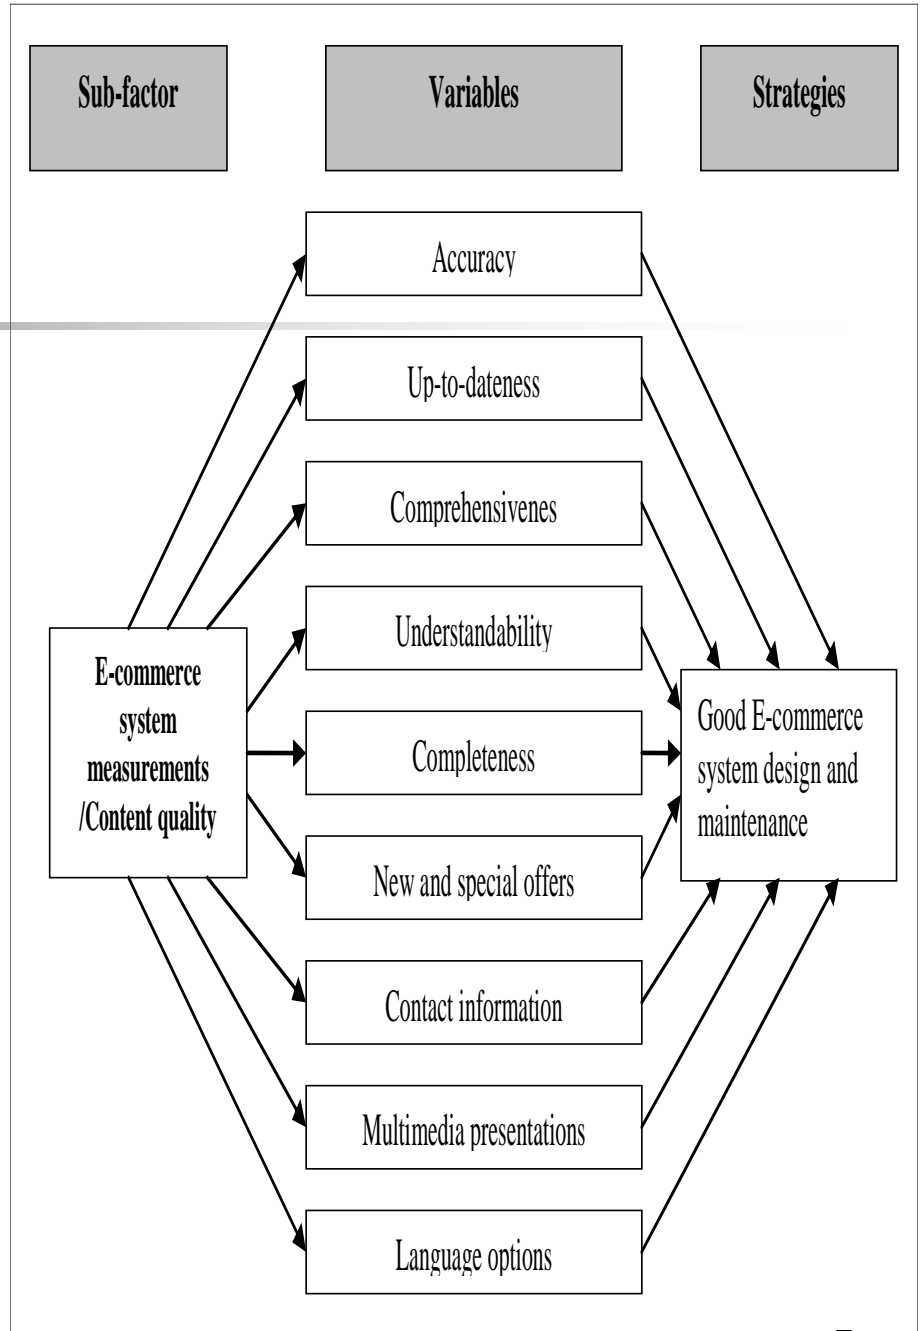 Sub-factor
Variables
Strategies
Accuracy
Up-to-dateness
Comprehensivenes
Understandability
Completeness
New and special offers
Contact information
Multimedia presentations
Language options
E-commerce
system
measurements
/Content quality
Good E-commerce
system design and
maintenance